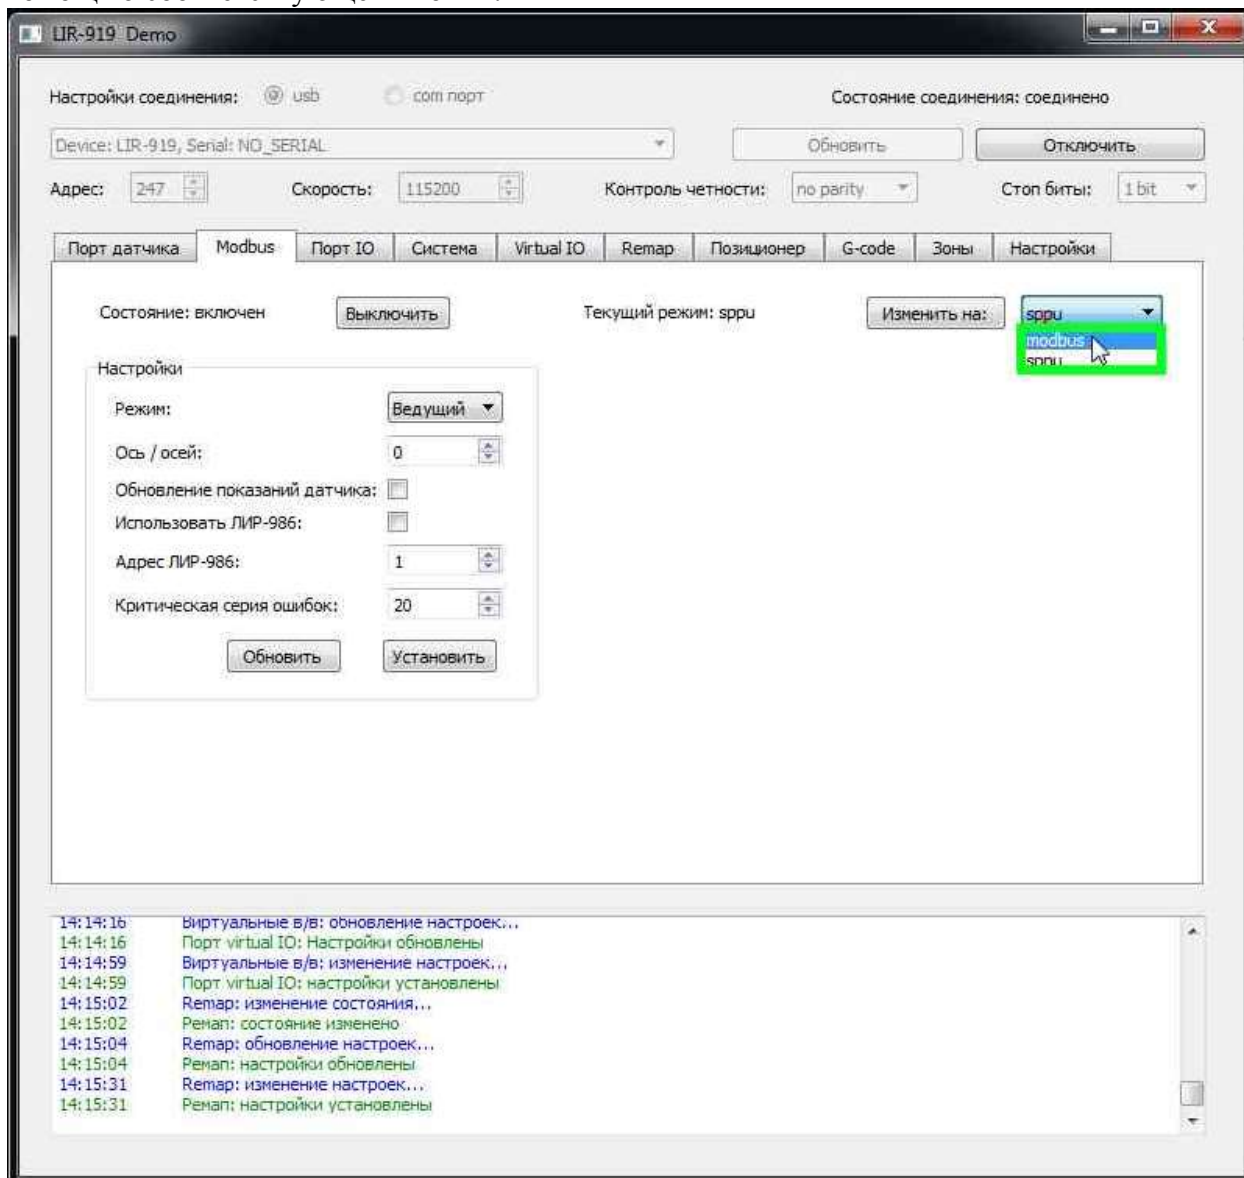 LIR-919 Demo
Настройки соединения: usb com порт Состояние соединения: соединено
Device: LIR-919, Serial: NO_SERIAL Обновить Отключить
Адрес: 247 Скорость: 115200 Контроль четности: no parity Стоп биты: 1 bit
Порт датчика Modbus Порт IO Система Virtual IO Remap Позиционер G-code Зоны Настройки
Состояние: включен Выключить Текущий режим: sppu Изменить на: sppu
modbus
sppu
Настройки
Режим: Ведущий
Ось / осей: 0
Обновление показаний датчика:
Использовать ЛИР-986:
Адрес ЛИР-986: 1
Критическая серия ошибок: 20
Обновить Установить
14:14:16 Виртуальные в/в: обновление настроек...
14:14:16 Порт virtual IO: Настройки обновлены
14:14:59 Виртуальные в/в: изменение настроек...
14:14:59 Порт virtual IO: настройки установлены
14:15:02 Remap: изменение состояния...
14:15:02 Ремап: состояние изменено
14:15:04 Remap: обновление настроек...
14:15:04 Ремап: настройки обновлены
14:15:31 Remap: изменение настроек...
14:15:31 Ремап: настройки установлены